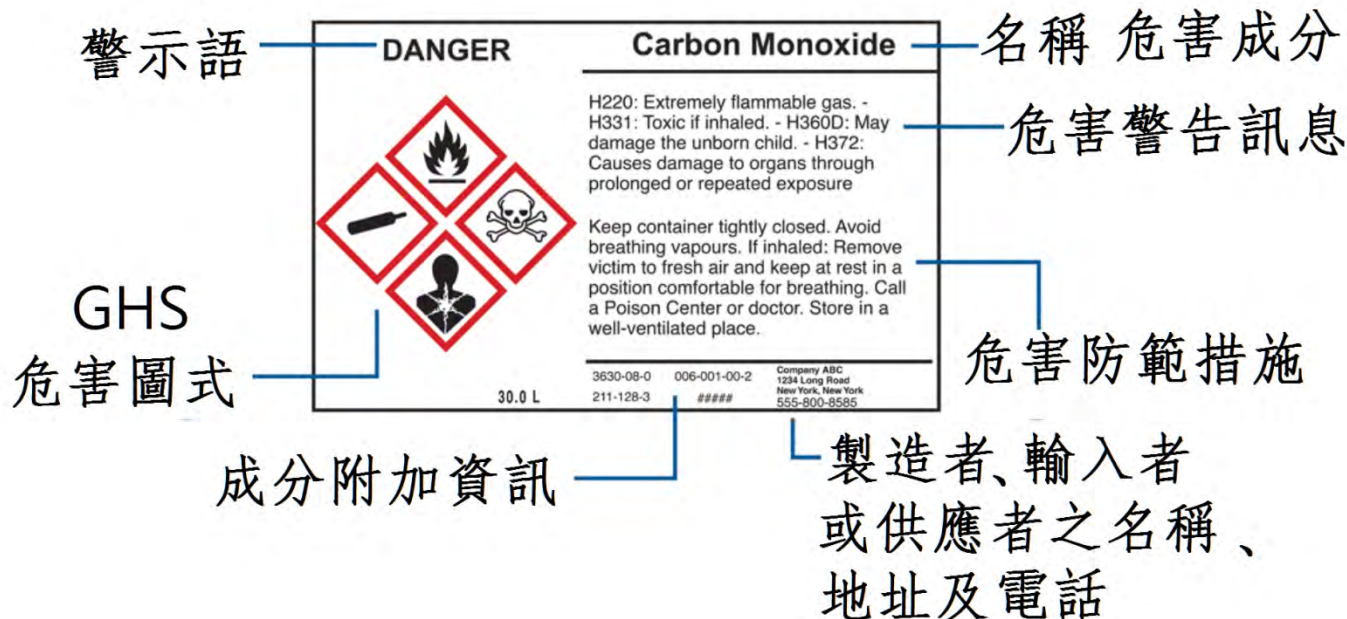 警示語
DANGER
Carbon Monoxide
名稱 危害成分
H220: Extremely flammable gas. -
H331: Toxic if inhaled. - H360D: May
damage the unborn child. - H372:
Causes damage to organs through
prolonged or repeated exposure
危害警告訊息
Keep container tightly closed. Avoid
breathing vapours. If inhaled: Remove
victim to fresh air and keep at rest in a
position comfortable for breathing. Call
a Poison Center or doctor. Store in a
well-ventilated place.
危害防範措施
GHS
危害圖式
30.0 L
3630-08-0 006-001-00-2
211-128-3 #####
Company ABC
1234 Long Road
New York, New York
555-800-8585
成分附加資訊
製造者、輸入者
或供應者之名稱、
地址及電話